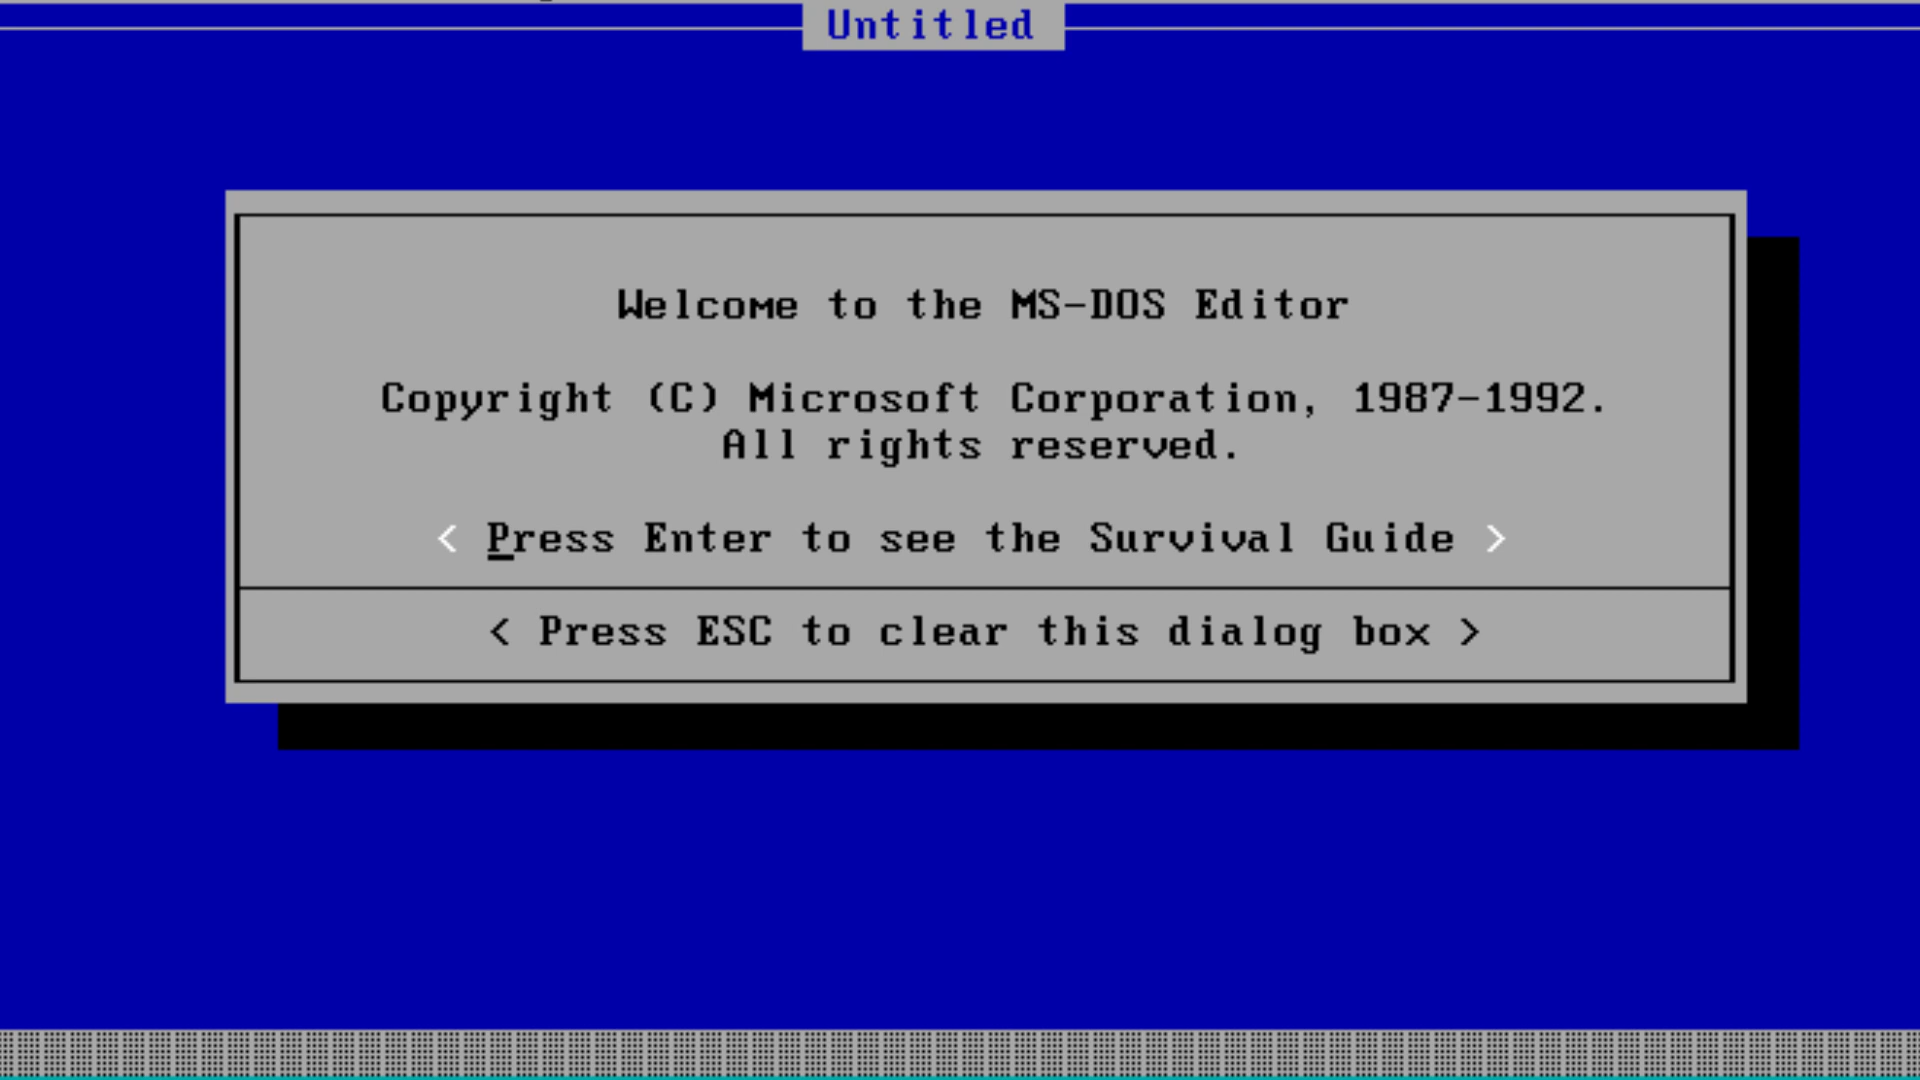 Untitled
Welcome to the MS-DOS Editor
Copyright (C) Microsoft Corporation, 1987-1992.
All rights reserved.
< Press Enter to see the Survival Guide >
< Press ESC to clear this dialog box >